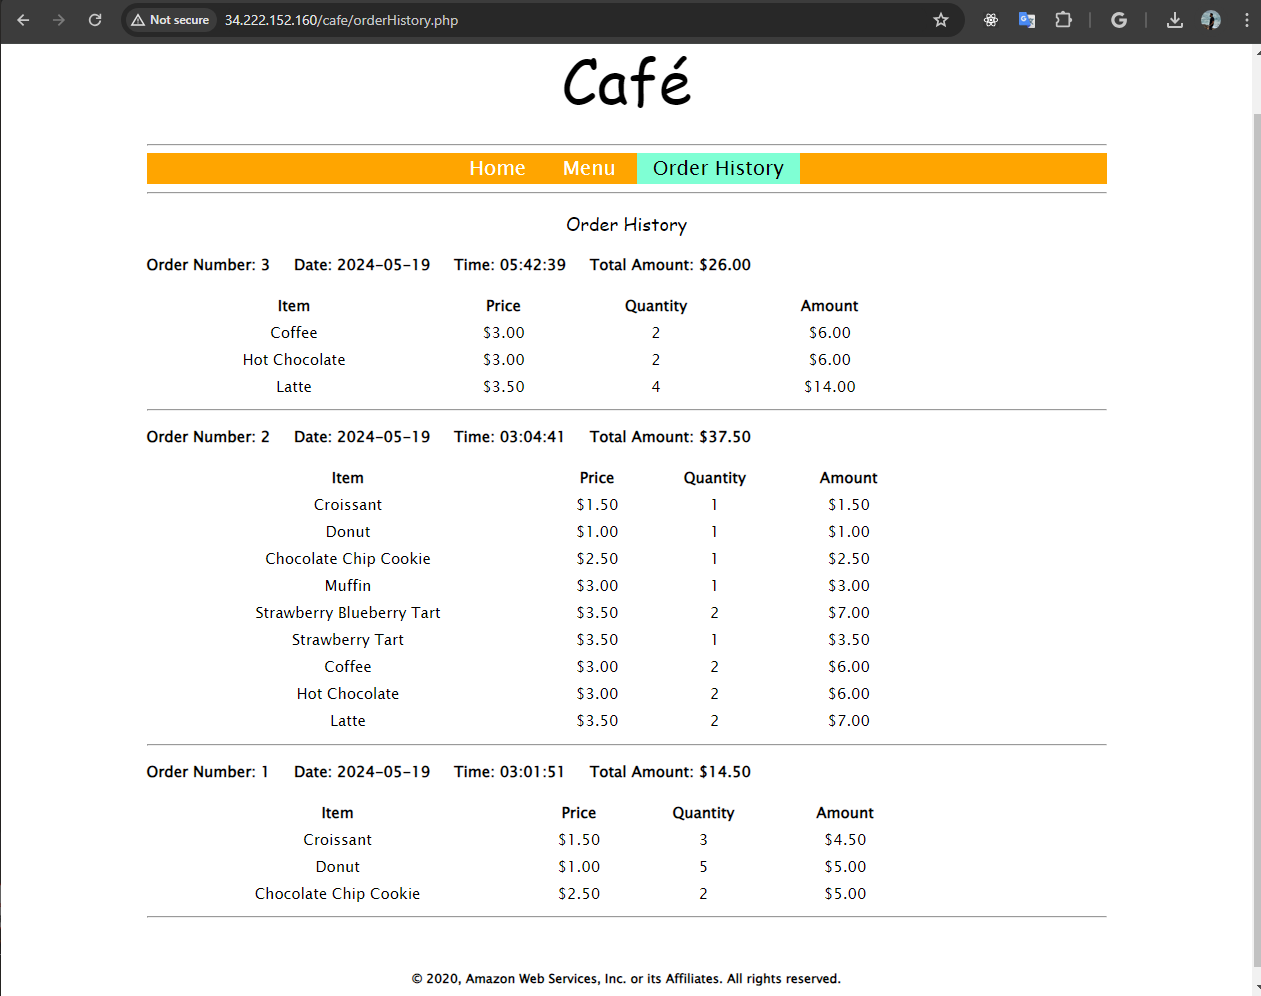 Not secure 34.222.152.160/cafe/orderHistory.php
Café
Home Menu Order History
Order History
Order Number: 3 Date: 2024-05-19 Time: 05:42:39 Total Amount: $26.00
Item Price Quantity Amount
Coffee $3.00 2 $6.00
Hot Chocolate $3.00 2 $6.00
Latte $3.50 4 $14.00
Order Number: 2 Date: 2024-05-19 Time: 03:04:41 Total Amount: $37.50
Item Price Quantity Amount
Croissant $1.50 1 $1.50
Donut $1.00 1 $1.00
Chocolate Chip Cookie $2.50 1 $2.50
Muffin $3.00 1 $3.00
Strawberry Blueberry Tart $3.50 2 $7.00
Strawberry Tart $3.50 1 $3.50
Coffee $3.00 2 $6.00
Hot Chocolate $3.00 2 $6.00
Latte $3.50 2 $7.00
Order Number: 1 Date: 2024-05-19 Time: 03:01:51 Total Amount: $14.50
Item Price Quantity Amount
Croissant $1.50 3 $4.50
Donut $1.00 5 $5.00
Chocolate Chip Cookie $2.50 2 $5.00
© 2020, Amazon Web Services, Inc. or its Affiliates. All rights reserved.